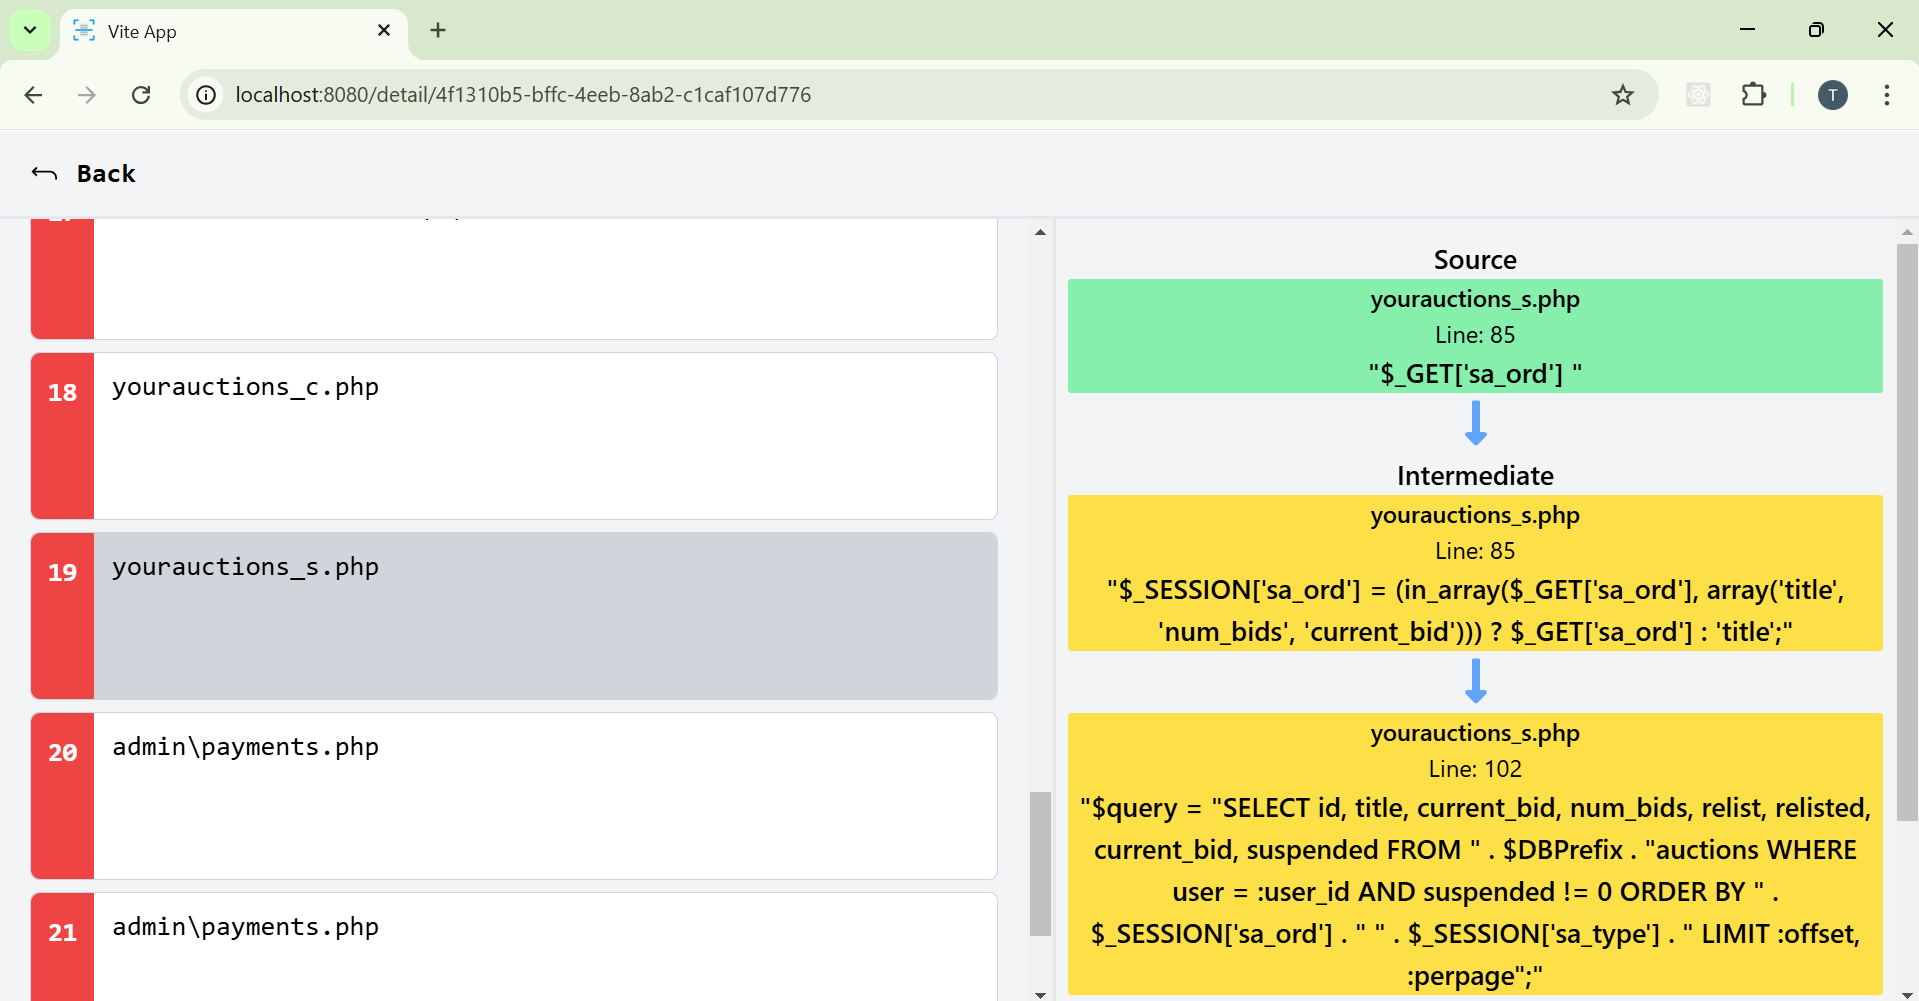 Vite App
localhost:8080/detail/4f1310b5-bffc-4eeb-8ab2-c1caf107d776
T
Back
18
yourauctions_c.php
19
yourauctions_s.php
20
admin\payments.php
21
admin\payments.php
Source
yourauctions_s.php
Line: 85
"$_GET['sa_ord'] "
Intermediate
yourauctions_s.php
Line: 85
"$_SESSION['sa_ord'] = (in_array($_GET['sa_ord'], array('title',
'num_bids', 'current_bid'))) ? $_GET['sa_ord'] : 'title';"
yourauctions_s.php
Line: 102
"$query = "SELECT id, title, current_bid, num_bids, relist, relisted,
current_bid, suspended FROM " . $DBPrefix . "auctions WHERE
user = :user_id AND suspended != 0 ORDER BY " .
$_SESSION['sa_ord'] . " " . $_SESSION['sa_type'] . " LIMIT :offset,
:perpage";"